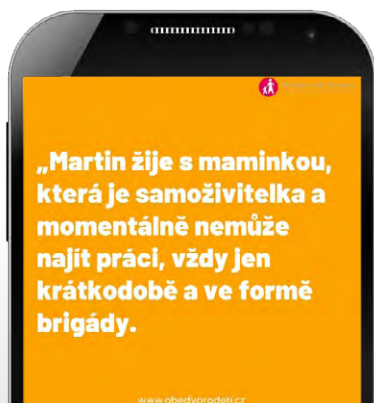 „Martin žije s maminkou,
která je samoživitelka a
momentálně nemůže
najít práci, vždy jen
krátkodobě a ve formě
brigády.
www.obedyprodeti.cz